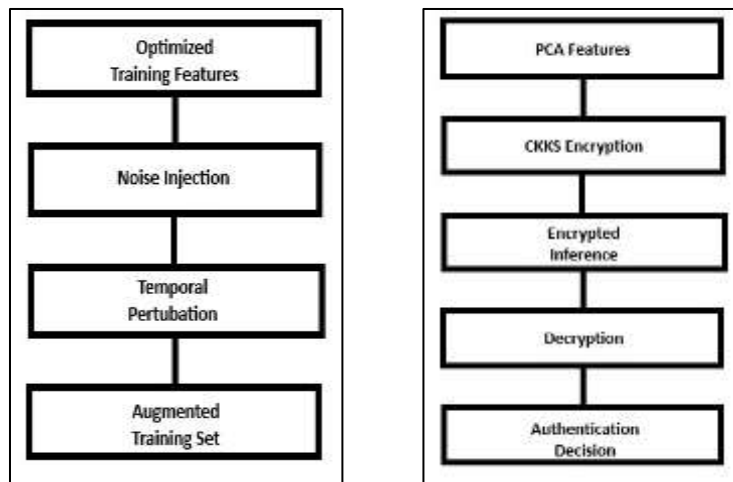 Optimized
Training Features
Noise Injection
Temporal
Pertubation
Augmented
Training Set
PCA Features
CKKS Encryption
Encrypted
Inference
Decryption
Authentication
Decision